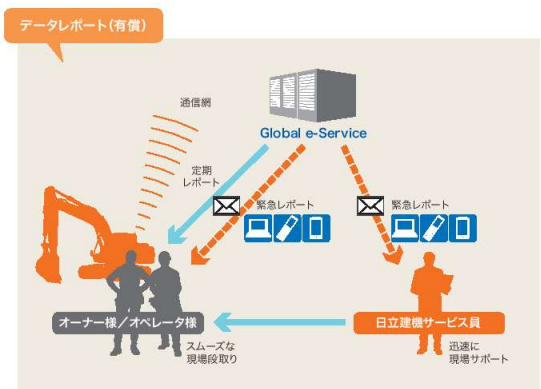 データレポート(有償)
通信網
Global e-Service
定期
レポート
緊急レポート
緊急レポート
オーナー様／オペレータ様
日立建機サービス員
スムーズな
現場段取り
迅速に
現場サポート